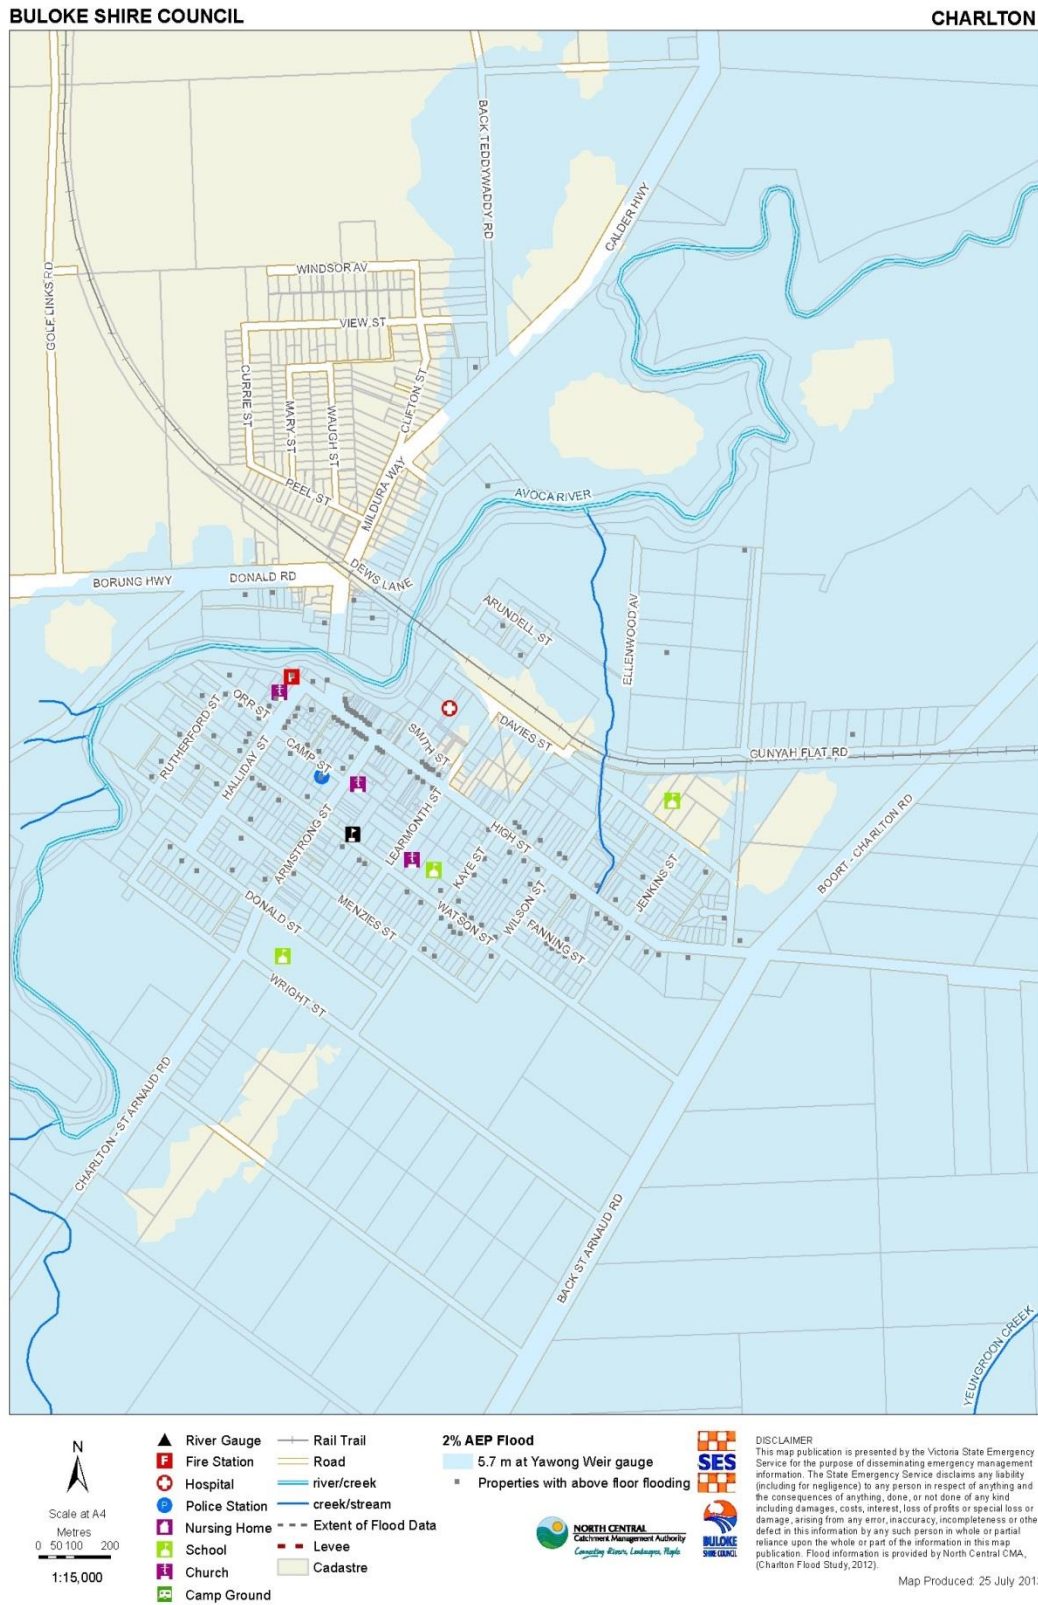 BULOKE SHIRE COUNCIL
CHARLTON
BACK TEDDYWADDY RD
CALDER HWY
GOLF LINKS RD
WINDSOR AV
VIEW ST
CURRIE ST
MARY ST
WAUGH ST
CLIFTON ST
PEEL ST
MILDURA WAY
AVOCA RIVER
DEWS LANE
BORUNG HWY
DONALD RD
ARUNDELL ST
ELLENWOOD AV
RUTHERFORD ST
ORR ST
HALLIDAY ST
CAMP ST
SMITH ST
DAVIES ST
GUNYAH FLAT RD
ARMSTRONG ST
LEARMONTH ST
HIGH ST
KAYE ST
BOORT - CHARLTON RD
JENKINS ST
WILSON ST
DONALD ST
MENZIES ST
WATSON ST
FANNING ST
WRIGHT ST
CHARLTON - ST ARNAUD RD
BACK ST ARNAUD RD
YEUNGROON CREEK
N
Scale at A4
Metres
0 50 100 200
1:15,000
River Gauge
F Fire Station
Hospital
P Police Station
Nursing Home
School
Church
Camp Ground
Rail Trail
Road
river/creek
creek/stream
Extent of Flood Data
Levee
Cadastre
2% AEP Flood
5.7 m at Yawong Weir gauge
Properties with above floor flooding
NORTH CENTRAL
Catchment Management Authority
Connecting Rivers, Landscapes, People
SES
BULOKE
SHIRE COUNCIL
DISCLAIMER
This map publication is presented by the Victoria State Emergency
Service for the purpose of disseminating emergency management
information. The State Emergency Service disclaims any liability
(including for negligence) to any person in respect of anything and
the consequences of anything, done, or not done of any kind
including damages, costs, interest, loss of profits or special loss or
damage, arising from any error, inaccuracy, incompleteness or othe
defect in this information by any such person in whole or partial
reliance upon the whole or part of the information in this map
publication. Flood information is provided by North Central CMA,
(Charlton Flood Study, 2012).
Map Produced: 25 July 2013